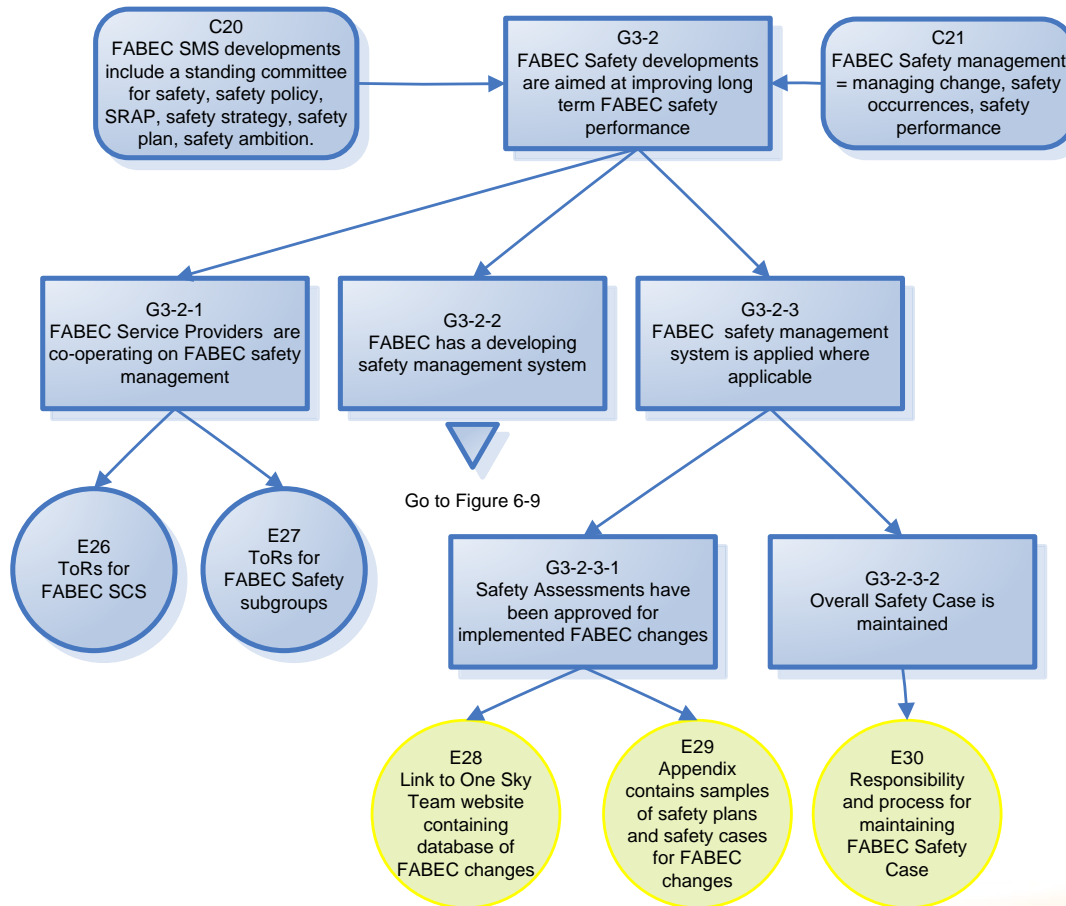 C20
FABEC SMS developments
include a standing committee
for safety, safety policy,
SRAP, safety strategy, safety
plan, safety ambition.
G3-2
FABEC Safety developments
are aimed at improving long
term FABEC safety
performance
C21
FABEC Safety management
= managing change, safety
occurrences, safety
performance
G3-2-1
FABEC Service Providers are
co-operating on FABEC safety
management
G3-2-2
FABEC has a developing
safety management system
G3-2-3
FABEC safety management
system is applied where
applicable
Go to Figure 6-9
E26
ToRs for
FABEC SCS
E27
ToRs for
FABEC Safety
subgroups
G3-2-3-1
Safety Assessments have
been approved for
implemented FABEC changes
G3-2-3-2
Overall Safety Case is
maintained
E28
Link to One Sky
Team website
containing
database of
FABEC changes
E29
Appendix
contains samples
of safety plans
and safety cases
for FABEC
changes
E30
Responsibility
and process for
maintaining
FABEC Safety
Case